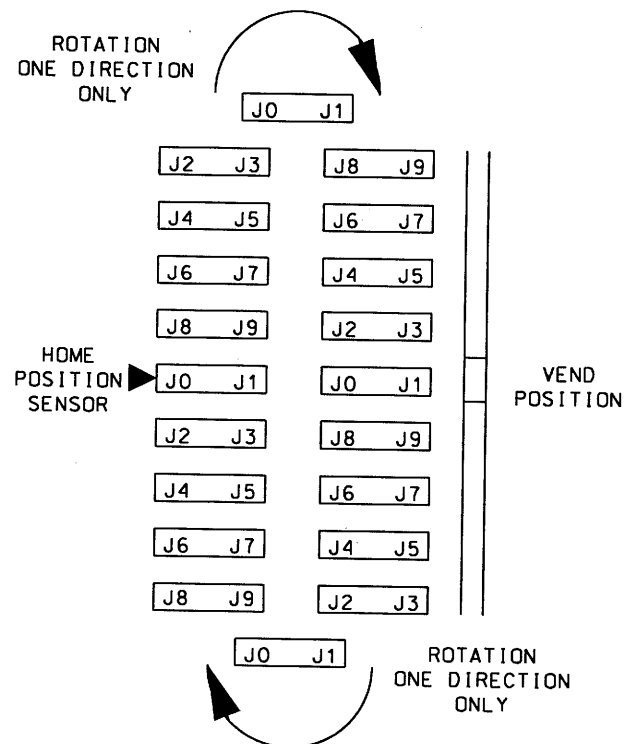 ROTATION
ONE DIRECTION
ONLY
J0 J1
J2 J3 J8 J9
J4 J5 J6 J7
J6 J7 J4 J5
J8 J9 J2 J3
HOME
POSITION
SENSOR
J0 J1 J0 J1
VEND
POSITION
J2 J3 J8 J9
J4 J5 J6 J7
J6 J7 J4 J5
J8 J9 J2 J3
J0 J1
ROTATION
ONE DIRECTION
ONLY